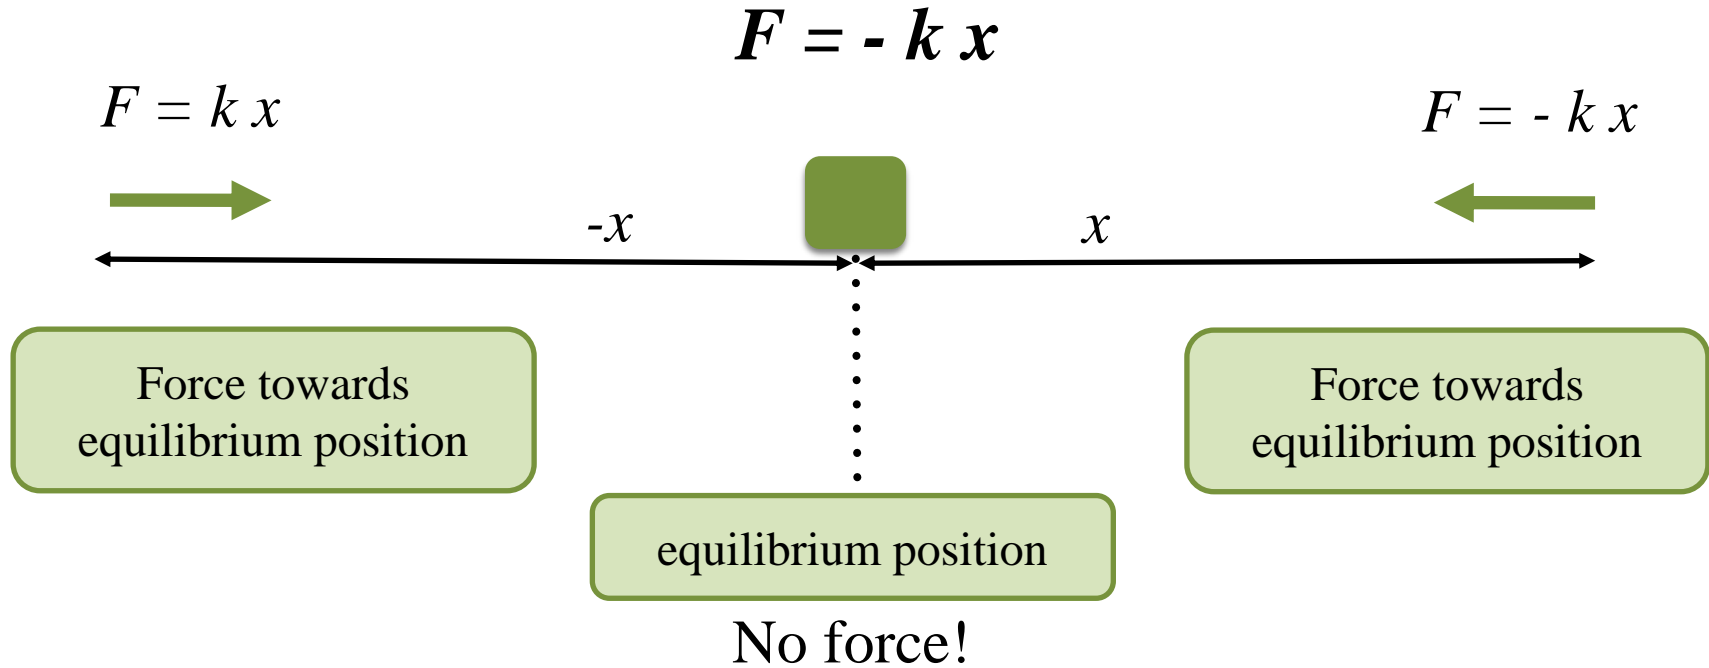 F = - k x
F = k x
F = - k x
-x
x
Force towards
equilibrium position
Force towards
equilibrium position
equilibrium position
No force!